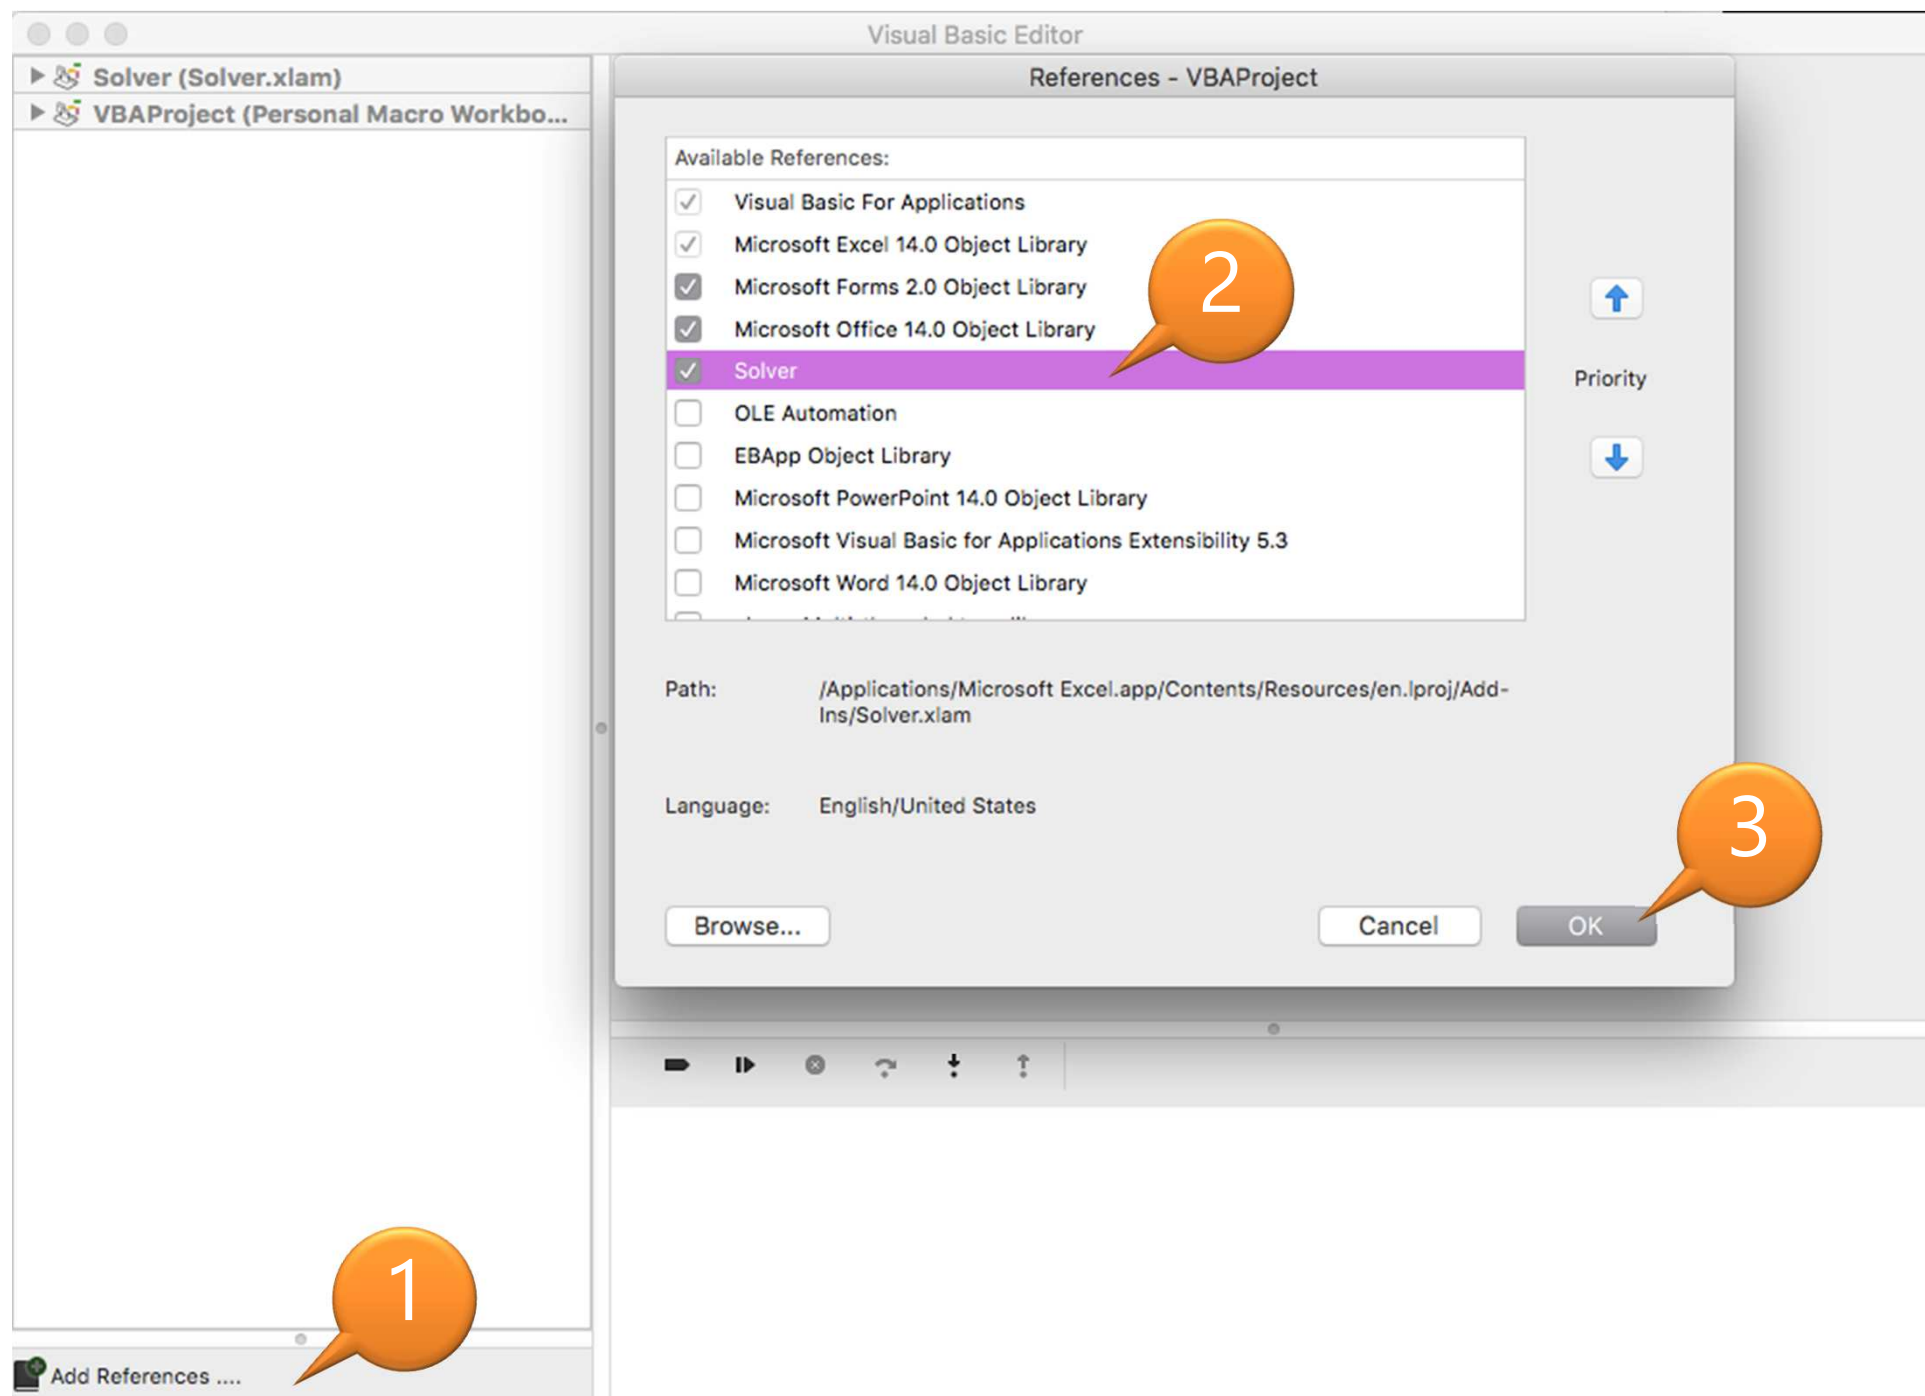 Visual Basic Editor
Solver (Solver.xlam)
VBAProject (Personal Macro Workbo...
References - VBAProject
Available References:
Visual Basic For Applications
Microsoft Excel 14.0 Object Library
Microsoft Forms 2.0 Object Library
Microsoft Office 14.0 Object Library
Solver
OLE Automation
EBApp Object Library
Microsoft PowerPoint 14.0 Object Library
Microsoft Visual Basic for Applications Extensibility 5.3
Microsoft Word 14.0 Object Library
2
Priority
Path: /Applications/Microsoft Excel.app/Contents/Resources/en.lproj/Add-
Ins/Solver.xlam
Language: English/United States
3
Browse... Cancel OK
1
Add References ....